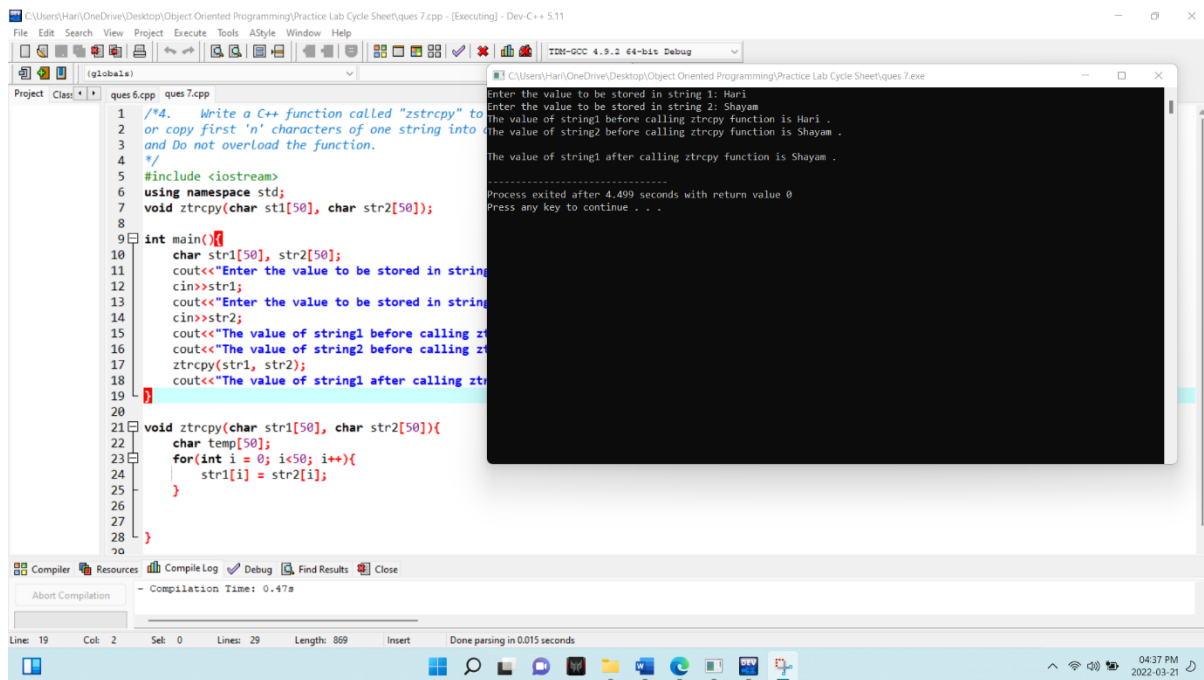 C:\Users\Hari\OneDrive\Desktop\Object Oriented Programming\Practice Lab Cycle Sheet\ques 7.cpp - [Executing] - Dev-C++ 5.11
File Edit Search View Project Execute Tools AStyle Window Help
TDM-GCC 4.9.2 64-bit Debug
(globals)
Project Clas
ques 6.cpp ques 7.cpp
1 /*4. Write a C++ function called "zstrcpy" to
2 or copy first 'n' characters of one string into
3 and Do not overload the function.
4 */
5 #include <iostream>
6 using namespace std;
7 void ztrcpy(char st1[50], char str2[50]);
8
9 int main(){
10 char str1[50], str2[50];
11 cout<<"Enter the value to be stored in string
12 cin>>str1;
13 cout<<"Enter the value to be stored in string
14 cin>>str2;
15 cout<<"The value of string1 before calling zt
16 cout<<"The value of string2 before calling zt
17 ztrcpy(str1, str2);
18 cout<<"The value of string1 after calling ztr
19 }
20
21 void ztrcpy(char str1[50], char str2[50]){
22 char temp[50];
23 for(int i = 0; i<50; i++){
24 str1[i] = str2[i];
25 }
26
27
28 }
29
C:\Users\Hari\OneDrive\Desktop\Object Oriented Programming\Practice Lab Cycle Sheet\ques 7.exe
Enter the value to be stored in string 1: Hari
Enter the value to be stored in string 2: Shayam
The value of string1 before calling ztrcpy function is Hari .
The value of string2 before calling ztrcpy function is Shayam .
The value of string1 after calling ztrcpy function is Shayam .
--------------------------------
Process exited after 4.499 seconds with return value 0
Press any key to continue . . .
Compiler Resources Compile Log Debug Find Results Close
Abort Compilation
- Compilation Time: 0.47s
Line: 19 Col: 2 Sel: 0 Lines: 29 Length: 869 Insert Done parsing in 0.015 seconds
04:37 PM
2022-03-21